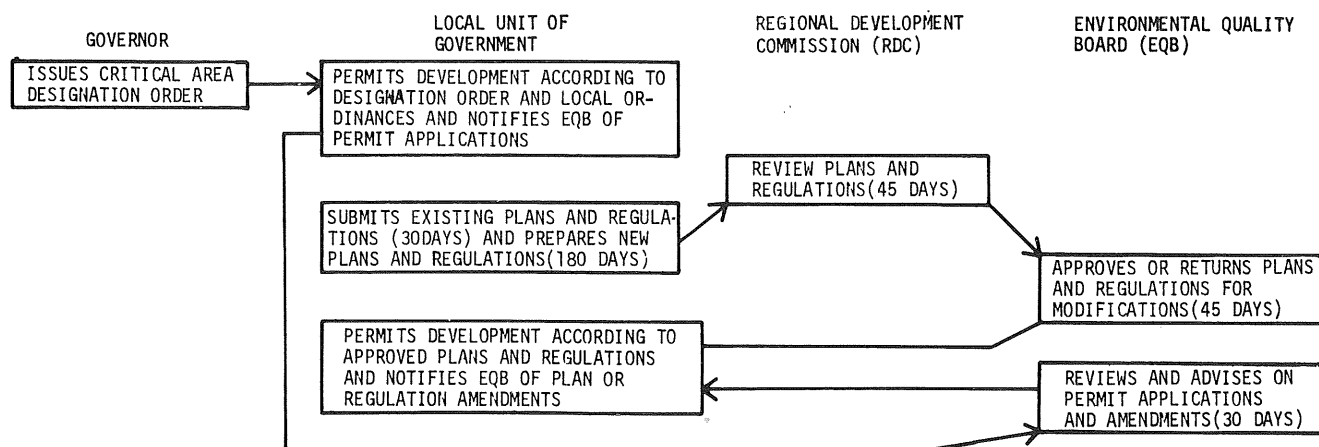 GOVERNOR
LOCAL UNIT OF
GOVERNMENT
REGIONAL DEVELOPMENT
COMMISSION (RDC)
ENVIRONMENTAL QUALITY
BOARD (EQB)
ISSUES CRITICAL AREA
DESIGNATION ORDER
PERMITS DEVELOPMENT ACCORDING TO
DESIGNATION ORDER AND LOCAL OR-
DINANCES AND NOTIFIES EQB OF
PERMIT APPLICATIONS
REVIEW PLANS AND
REGULATIONS(45 DAYS)
SUBMITS EXISTING PLANS AND REGULA-
TIONS (30DAYS) AND PREPARES NEW
PLANS AND REGULATIONS(180 DAYS)
APPROVES OR RETURNS PLANS
AND REGULATIONS FOR
MODIFICATIONS(45 DAYS)
PERMITS DEVELOPMENT ACCORDING TO
APPROVED PLANS AND REGULATIONS
AND NOTIFIES EQB OF PLAN OR
REGULATION AMENDMENTS
REVIEWS AND ADVISES ON
PERMIT APPLICATIONS
AND AMENDMENTS(30 DAYS)